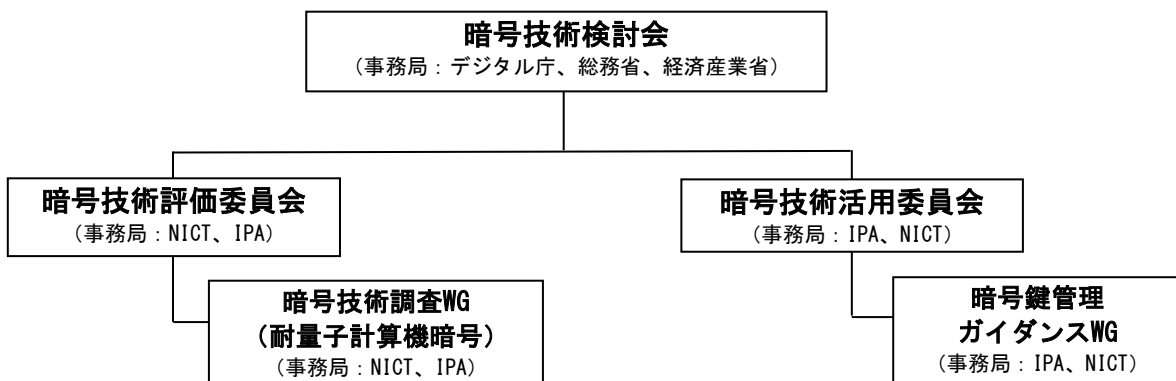 暗号技術検討会
（事務局：デジタル庁、総務省、経済産業省）
暗号技術評価委員会
（事務局：NICT、IPA）
暗号技術活用委員会
（事務局：IPA、NICT）
暗号技術調査WG
（耐量子計算機暗号）
（事務局：NICT、IPA）
暗号鍵管理
ガイダンスWG
（事務局：IPA、NICT）